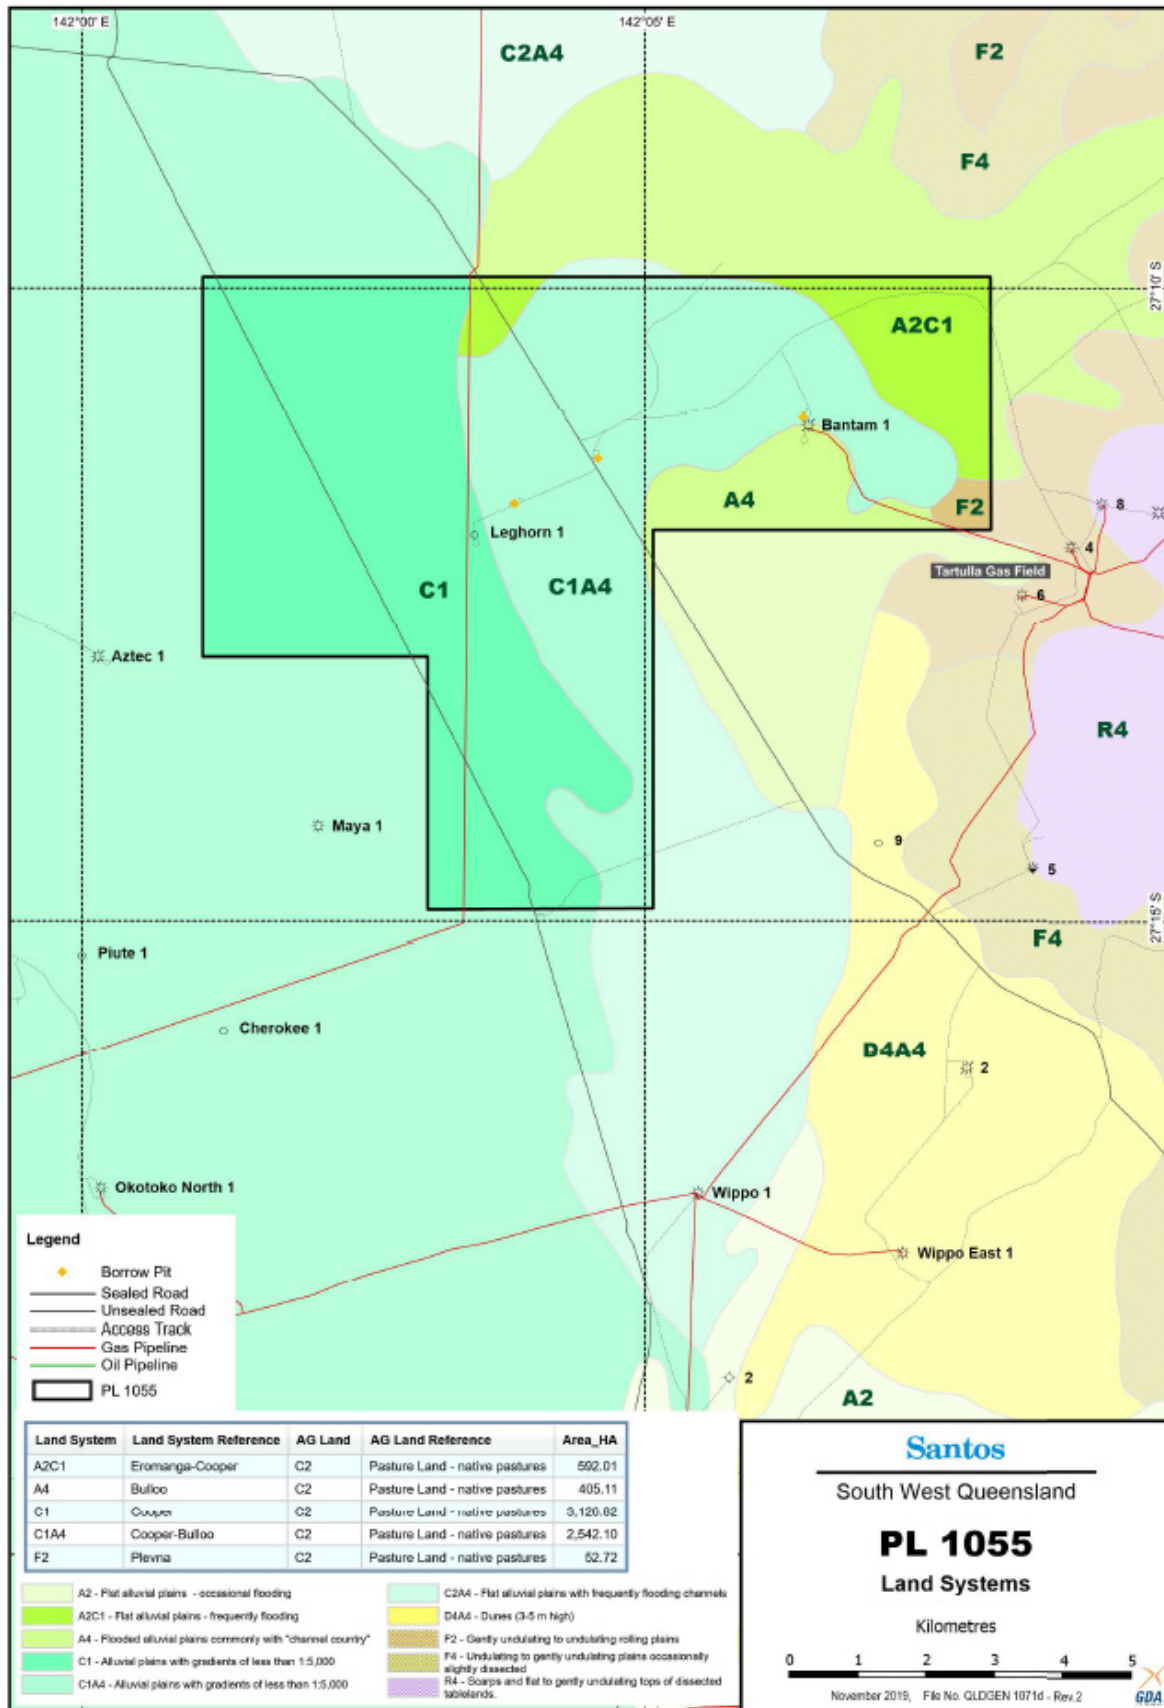 142°00' E
142°05' E
C2A4
F2
F4
27°10' S
A2C1
Bantam 1
A4
F2
8
Leghorn 1
4
Tartulla Gas Field
C1
C1A4
6
Aztec 1
R4
Maya 1
9
5
27°15' S
F4
Piute 1
Cherokee 1
D4A4
2
Okotoko North 1
Wippo 1
Wippo East 1
2
A2
Legend
Borrow Pit
Sealed Road
Unsealed Road
Access Track
Gas Pipeline
Oil Pipeline
PL 1055
Land System Land System Reference AG Land AG Land Reference Area_HA
A2C1 Eromanga-Cooper C2 Pasture Land - native pastures 592.01
A4 Bulloo C2 Pasture Land - native pastures 405.11
C1 Cooper C2 Pasture Land - native pastures
C1A4 Cooper-Bulloo C2 Pasture Land - native pastures 2,542.10
F2 Plevna C2 Pasture Land - native pastures 52.72
A2 - Flat alluvial plains - occasional flooding
A2C1 - Flat alluvial plains - frequently flooding
A4 - Flooded alluvial plains commonly with "channel country"
C1 - Alluvial plains with gradients of less than 1:5,000
C1A4 - Alluvial plains with gradients of less than 1:5,000
C2A4 - Flat alluvial plains with frequently flooding channels
D4A4 - Dunes (3-5 m high)
F2 - Gently undulating to undulating rolling plains
F4 - Undulating to gently undulating plains occasionally
slightly dissected
R4 - Scarps and flat to gently undulating tops of dissected
tablelands.
Santos
South West Queensland
PL 1055
Land Systems
Kilometres
0 1 2 3 4 5
November 2019, File No. QLDGEN 1071d - Rev.2
GDA